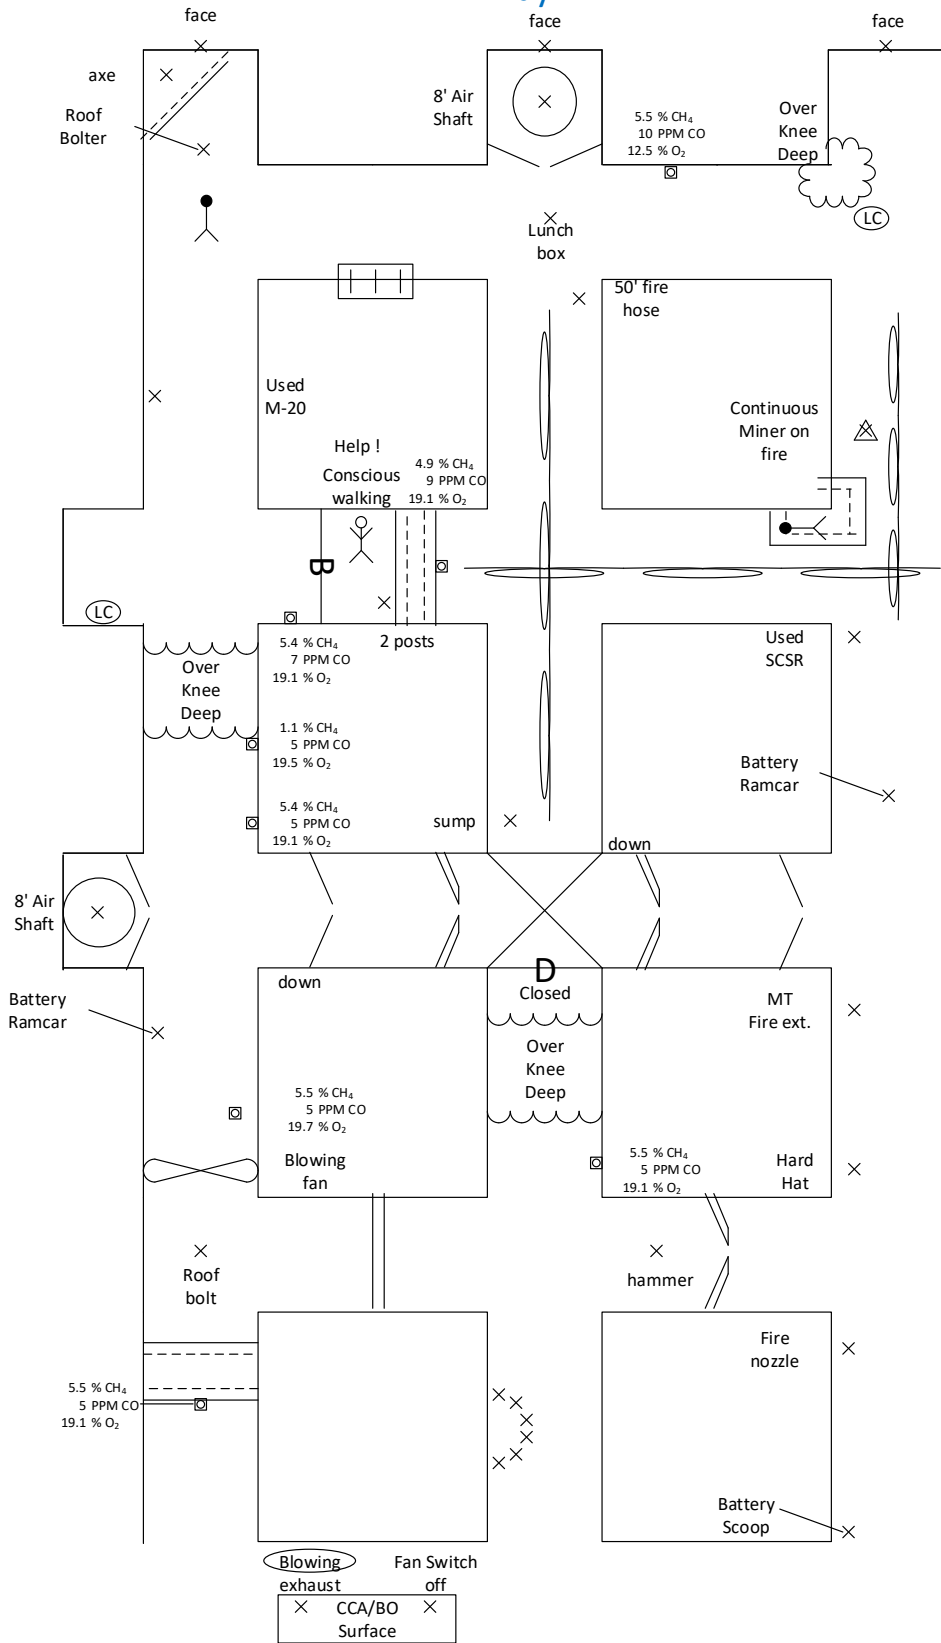 face
face
face
axe
Roof
Bolter
8' Air
Shaft
5.5 % CH₄
10 PPM CO
12.5 % O₂
Over
Knee
Deep
LC
Lunch
box
50' fire
hose
Used
M-20
Help !
Conscious
walking
4.9 % CH₄
9 PPM CO
19.1 % O₂
Continuous
Miner on
fire
B
LC
2 posts
5.4 % CH₄
7 PPM CO
19.1 % O₂
Over
Knee
Deep
Used
SCSR
1.1 % CH₄
5 PPM CO
19.5 % O₂
Battery
Ramcar
5.4 % CH₄
5 PPM CO
19.1 % O₂
sump
down
8' Air
Shaft
D
Closed
down
Battery
Ramcar
MT
Fire ext.
Over
Knee
Deep
5.5 % CH₄
5 PPM CO
19.7 % O₂
Blowing
fan
5.5 % CH₄
5 PPM CO
19.1 % O₂
Hard
Hat
Roof
bolt
hammer
Fire
nozzle
5.5 % CH₄
5 PPM CO
19.1 % O₂
Battery
Scoop
Blowing
exhaust
Fan Switch
off
CCA/BO
Surface